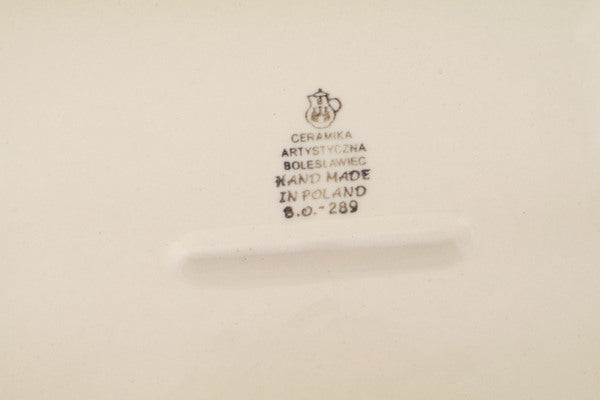 CERAMIKA
ARTYSTYCZNA
BOLESŁAWIEC
HAND MADE
IN POLAND
B.O.-289